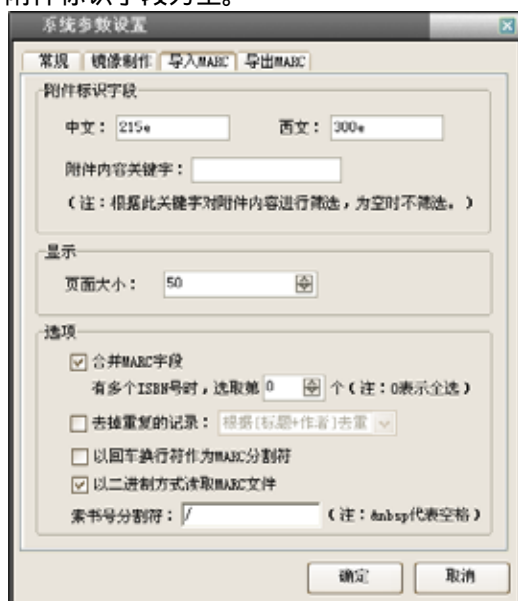 附件标识字段为空。
系统参数设置
常规 镜像制作 导入MARC 导出MARC
附件标识字段
中文： 215e 西文： 300e
附件内容关键字：
（注：根据此关键字对附件内容进行筛选，为空时不筛选。）
显示
页面大小： 50
选项
合并MARC字段
有多个ISBN号时，选取第 0 个（注：0表示全选）
去掉重复的记录： 根据[标题+作者]去重
以回车换行符作为MARC分割符
以二进制方式读取MARC文件
索书号分割符： / （注：&nbsp代表空格）
确定 取消